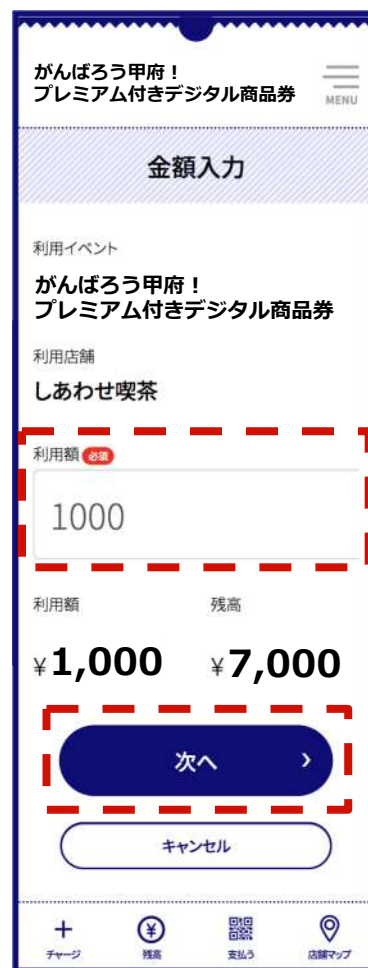 がんばろう甲府！
プレミアム付きデジタル商品券
MENU
金額入力
利用イベント
がんばろう甲府！
プレミアム付きデジタル商品券
利用店舗
しあわせ喫茶
利用額 必須
1000
利用額 残高
¥1,000 ¥7,000
次へ
キャンセル
チャージ 残高 支払う 店舗マップ